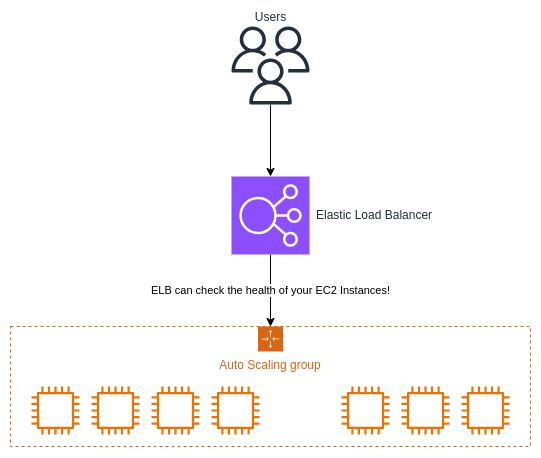 Users
Elastic Load Balancer
ELB can check the health of your EC2 Instances!
Auto Scaling group